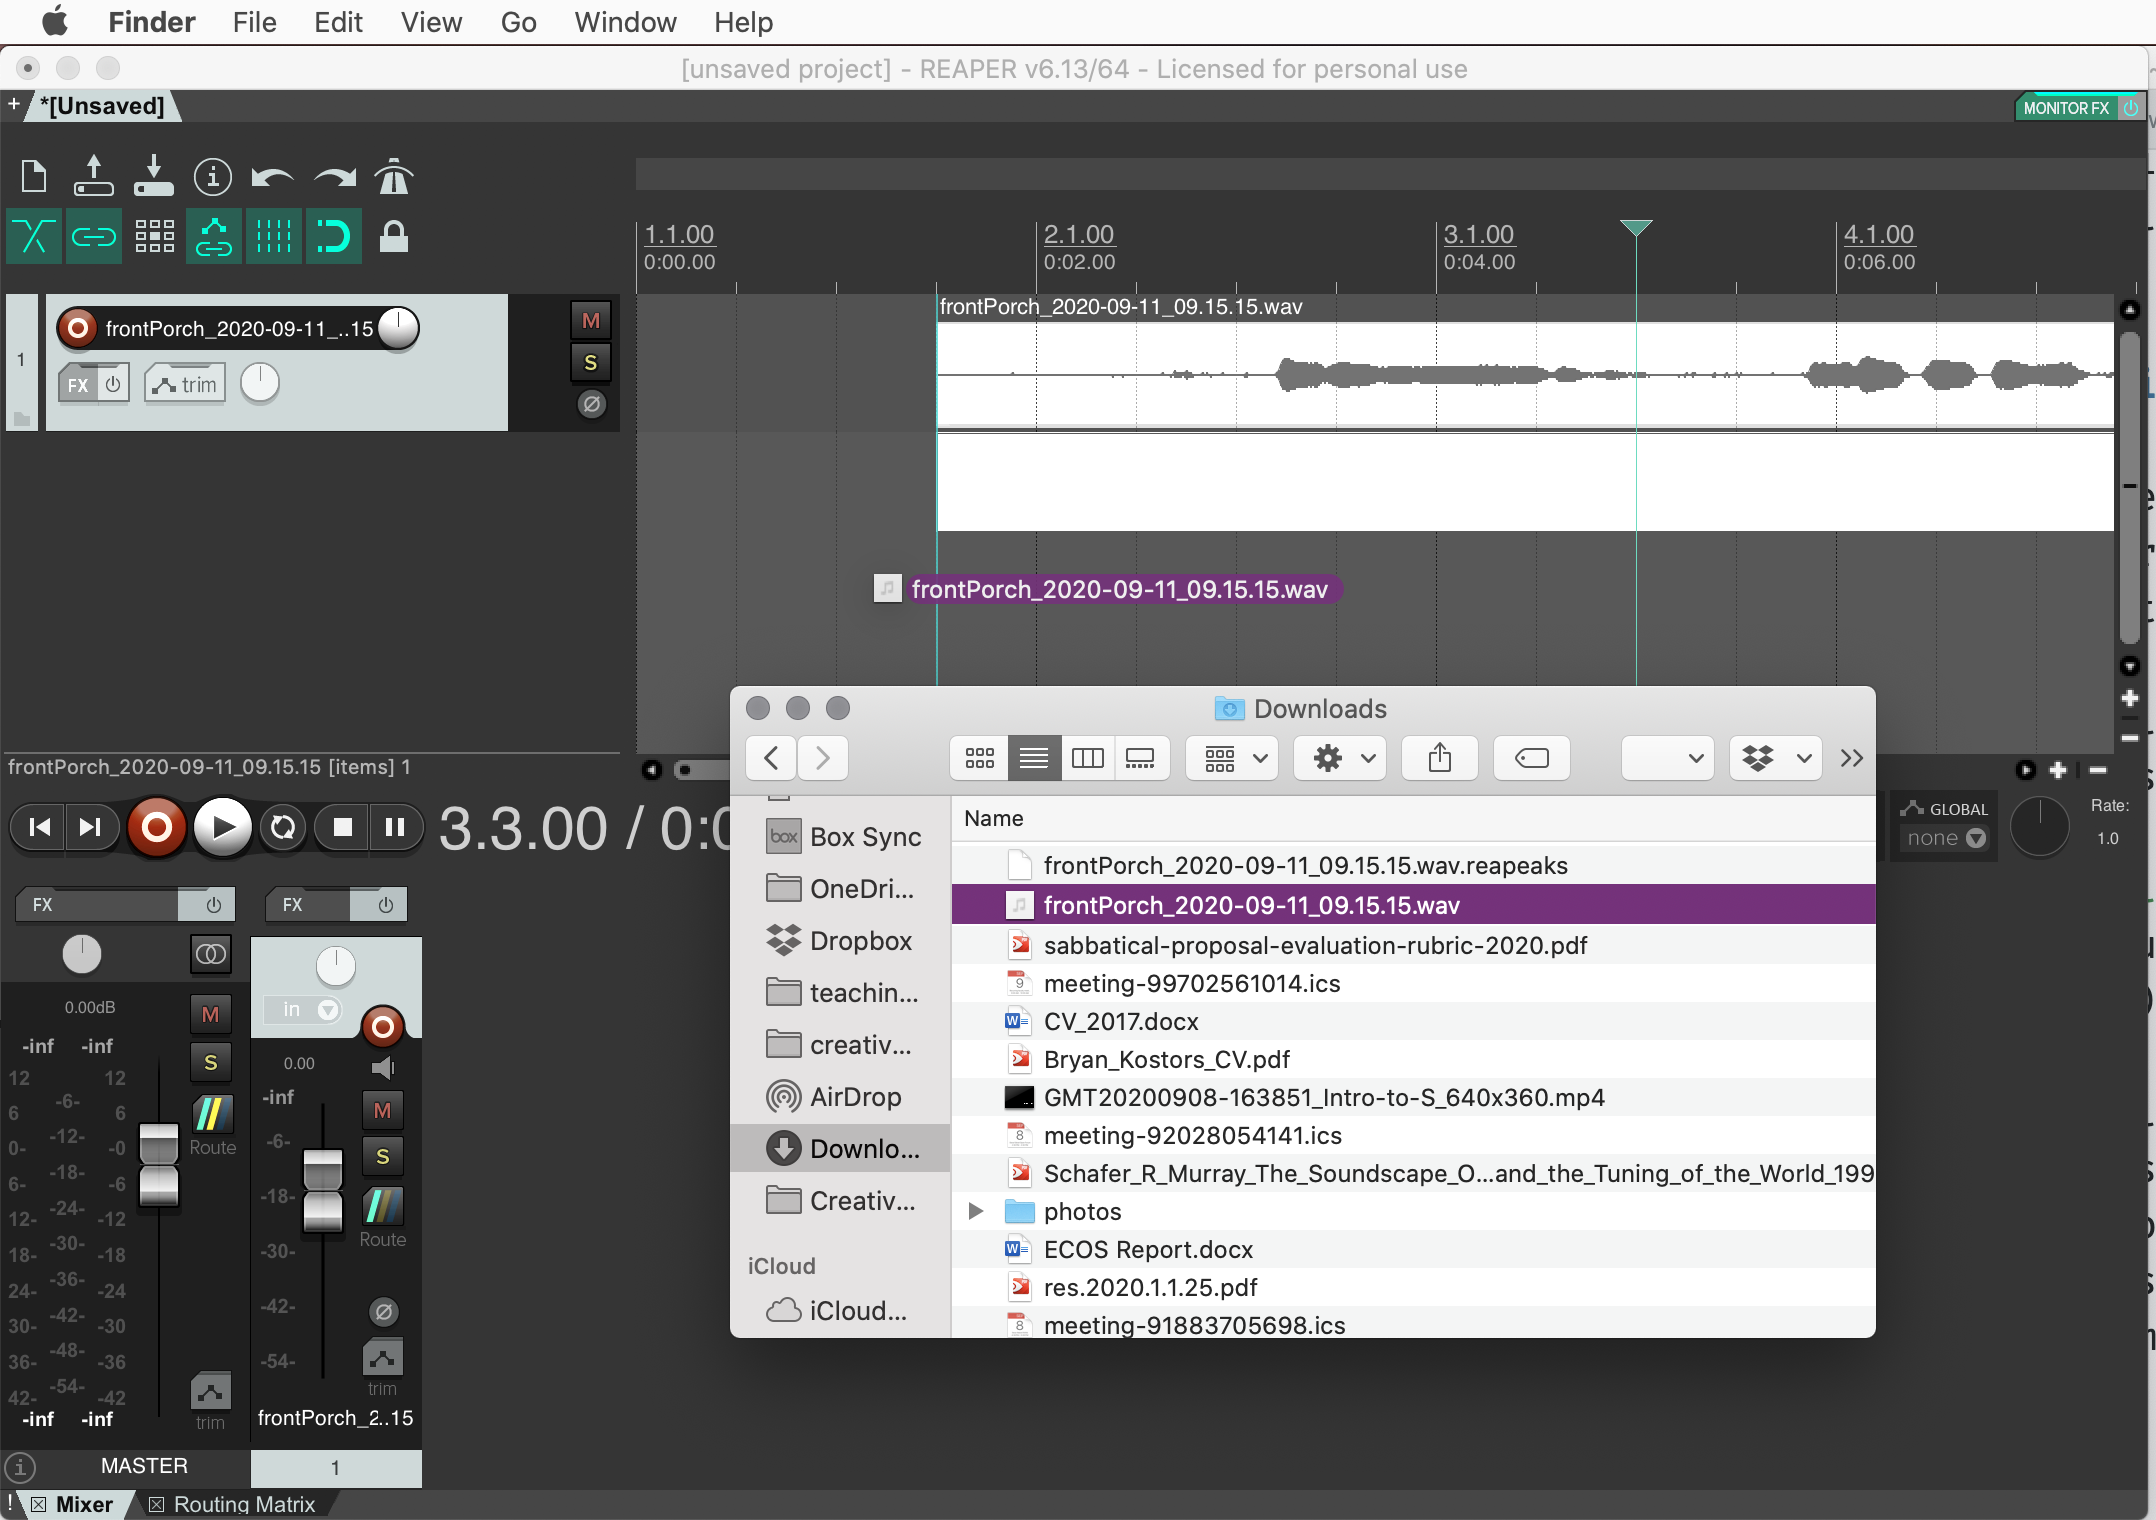 Finder File Edit View Go Window Help
[unsaved project] - REAPER v6.13/64 - Licensed for personal use
+ *[Unsaved]
MONITOR FX
1.1.00 2.1.00 3.1.00 4.1.00
0:00.00 0:02.00 0:04.00 0:06.00
frontPorch_2020-09-11_09.15.15.wav
1
frontPorch_2020-09-11_..15
M
S
FX trim
frontPorch_2020-09-11_09.15.15.wav
frontPorch_2020-09-11_09.15.15 [items] 1
3.3.00 / 0:0
GLOBAL
none
Rate:
1.0
Downloads
Name
box Box Sync
OneDri...
Dropbox
teachin...
creativ...
AirDrop
Downlo...
Creativ...
iCloud
iCloud...
frontPorch_2020-09-11_09.15.15.wav.reapeaks
frontPorch_2020-09-11_09.15.15.wav
sabbatical-proposal-evaluation-rubric-2020.pdf
9 meeting-99702561014.ics
W CV_2017.docx
Bryan_Kostors_CV.pdf
GMT20200908-163851_Intro-to-S_640x360.mp4
8 meeting-92028054141.ics
Schafer_R_Murray_The_Soundscape_O...and_the_Tuning_of_the_World_199
photos
W ECOS Report.docx
res.2020.1.1.25.pdf
8 meeting-91883705698.ics
FX
0.00dB
M
-inf -inf
S
12 12
-6-
6 6
-12-
0- -0
Route
-18-
6- -6
-24-
12- -12
-30-
18- -18
-36-
24- -24
-42-
30- -30
-48-
36- -36
-54-
42- -42
-inf -inf
trim
MASTER
FX
in
0.00
-inf
M
-6-
S
-18-
Route
-30-
-42-
-54-
trim
frontPorch_2..15
1
! Mixer Routing Matrix